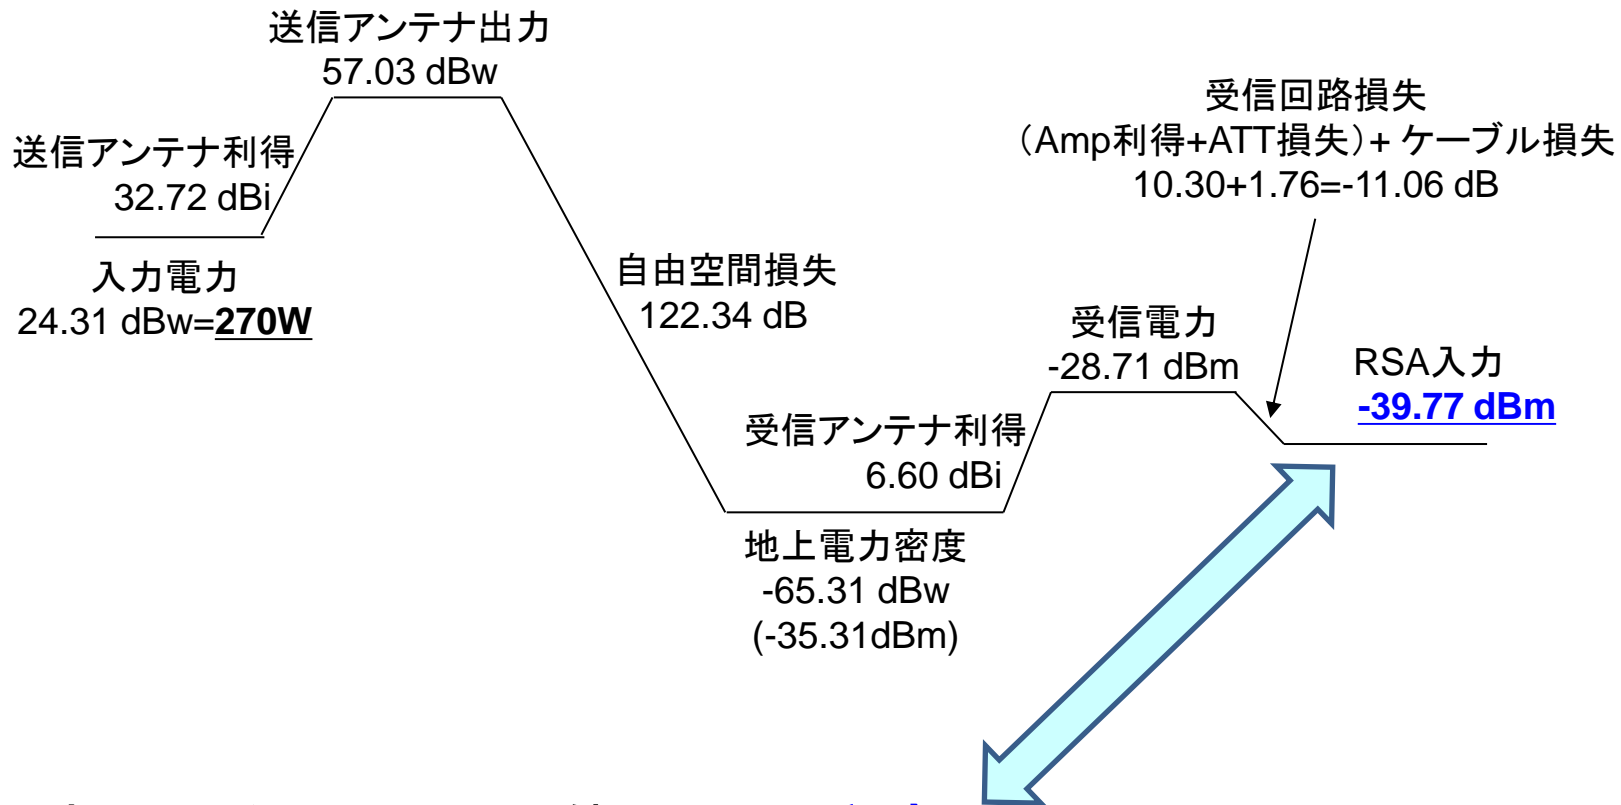 送信アンテナ出力
57.03 dBw
送信アンテナ利得
32.72 dBi
入力電力
24.31 dBw=270W
自由空間損失
122.34 dB
受信回路損失
（Amp利得+ATT損失）+ ケーブル損失
10.30+1.76=-11.06 dB
受信電力
-28.71 dBm
RSA入力
-39.77 dBm
受信アンテナ利得
6.60 dBi
地上電力密度
-65.31 dBw
(-35.31dBm)